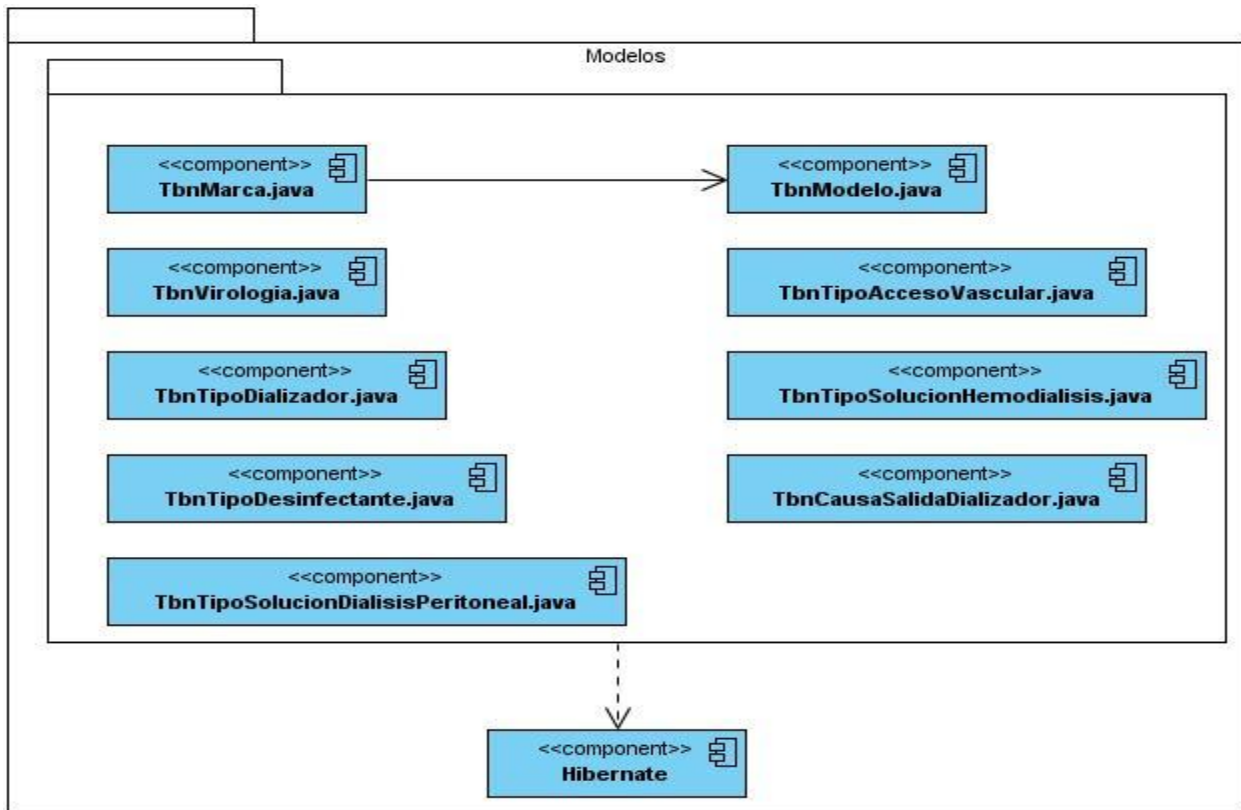 Modelos
<<component>>
TbnMarca.java
<<component>>
TbnModelo.java
<<component>>
TbnVirologia.java
<<component>>
TbnTipoAccesoVascular.java
<<component>>
TbnTipoDializador.java
<<component>>
TbnTipoSolucionHemodialisis.java
<<component>>
TbnTipoDesinfectante.java
<<component>>
TbnCausaSalidaDializador.java
<<component>>
TbnTipoSolucionDialisisPeritoneal.java
<<component>>
Hibernate